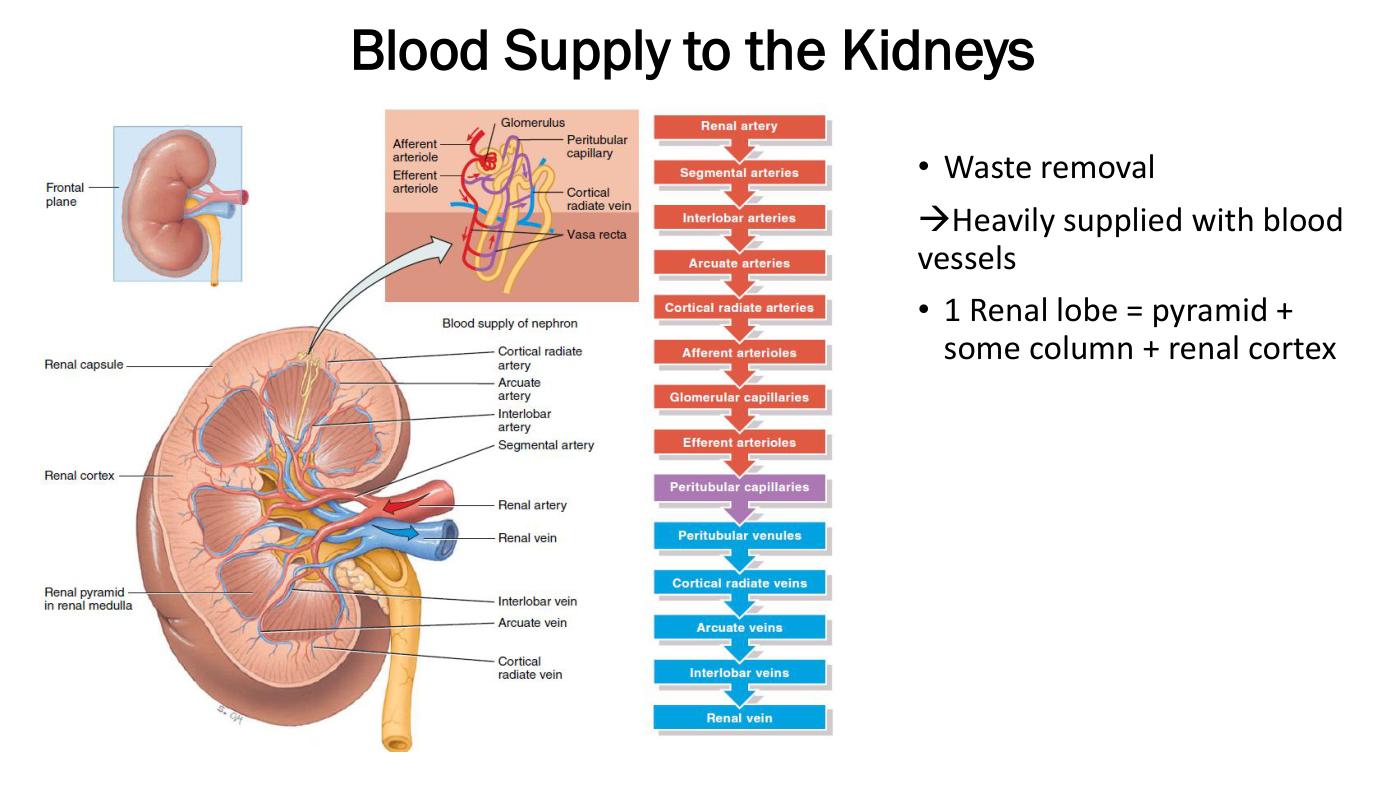 Blood Supply to the Kidneys
Frontal
plane
Glomerulus
Afferent
arteriole
Peritubular
capillary
Efferent
arteriole
Cortical
radiate vein
Vasa recta
Blood supply of nephron
Renal capsule
Cortical radiate
artery
Arcuate
artery
Interlobar
artery
Segmental artery
Renal cortex
Renal artery
Renal vein
Renal pyramid
in renal medulla
Interlobar vein
Arcuate vein
Cortical
radiate vein
Renal artery
Segmental arteries
Interlobar arteries
Arcuate arteries
Cortical radiate arteries
Afferent arterioles
Glomerular capillaries
Efferent arterioles
Peritubular capillaries
Peritubular venules
Cortical radiate veins
Arcuate veins
Interlobar veins
Renal vein
• Waste removal
→Heavily supplied with blood
vessels
• 1 Renal lobe = pyramid +
some column + renal cortex